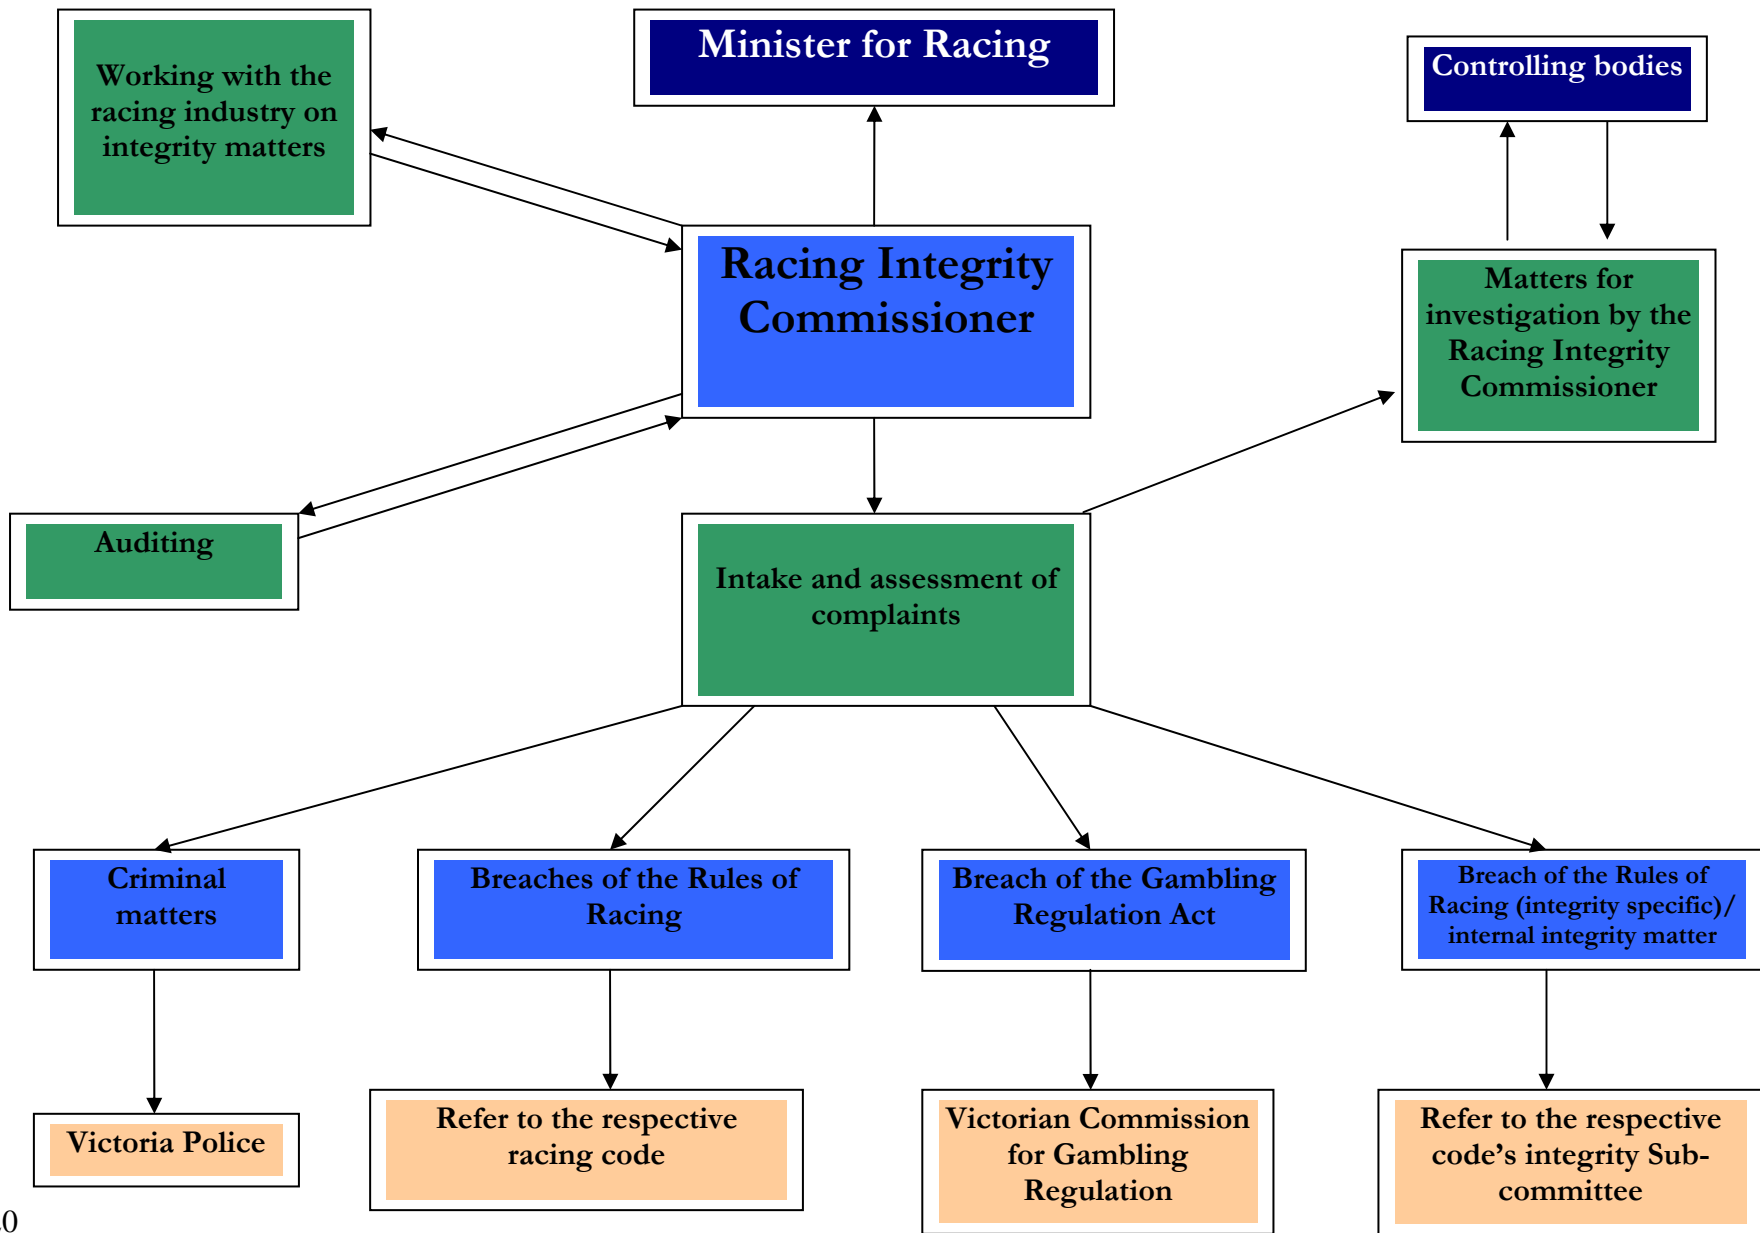 Working with the
racing industry on
integrity matters
Minister for Racing
Controlling bodies
Racing Integrity
Commissioner
Matters for
investigation by the
Racing Integrity
Commissioner
Auditing
Intake and assessment of
complaints
Criminal
matters
Breaches of the Rules of
Racing
Breach of the Gambling
Regulation Act
Breach of the Rules of
Racing (integrity specific)/
internal integrity matter
Victoria Police
Refer to the respective
racing code
Victorian Commission
for Gambling
Regulation
Refer to the respective
code’s integrity Sub-
committee